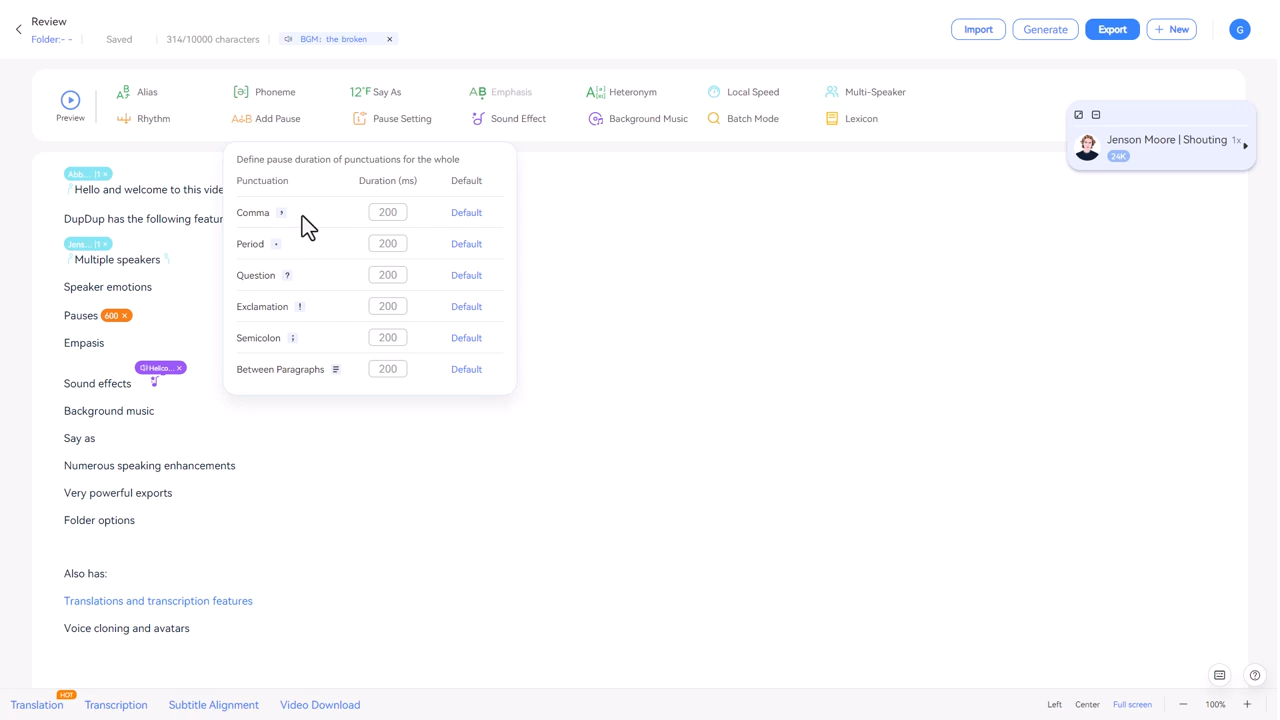 Review
Folder:- -
Saved
314/10000 characters
BGM: the broken ×
Import
Generate
Export
+ New
G
Preview
Alias
Phoneme
Say As
Emphasis
Heteronym
Local Speed
Multi-Speaker
Rhythm
Add Pause
Pause Setting
Sound Effect
Background Music
Batch Mode
Lexicon
Jenson Moore | Shouting 1x
24K
Define pause duration of punctuations for the whole
Punctuation Duration (ms) Default
Comma , 200 Default
Period . 200 Default
Question ? 200 Default
Exclamation ! 200 Default
Semicolon ; 200 Default
Between Paragraphs 200 Default
Abb... |1 ×
Hello and welcome to this vide
DupDup has the following featur
Jens... |1 ×
Multiple speakers
Speaker emotions
Pauses 600 ×
Empasis
Helico... ×
Sound effects
Background music
Say as
Numerous speaking enhancements
Very powerful exports
Folder options
Also has:
Translations and transcription features
Voice cloning and avatars
HOT
Translation
Transcription
Subtitle Alignment
Video Download
Left
Center
Full screen
100%